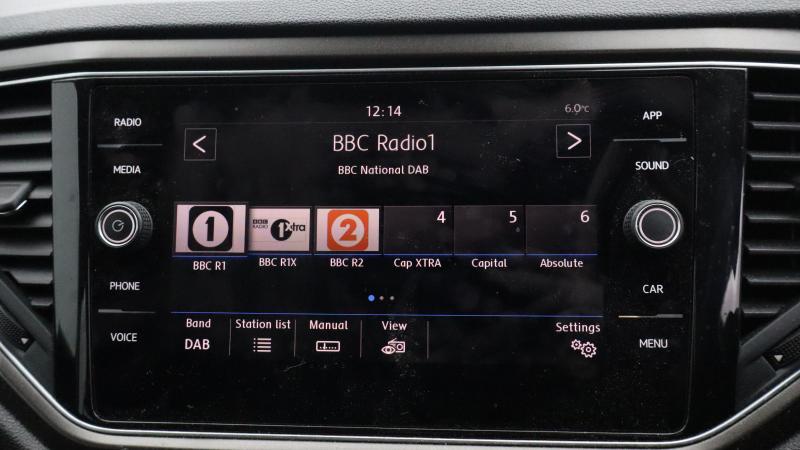 12:14
6.0°C
RADIO
MEDIA
PHONE
VOICE
<
BBC Radio1
>
BBC National DAB
1
BBC RADIO 1Xtra
2
4
5
6
BBC R1
BBC R1X
BBC R2
Cap XTRA
Capital
Absolute
Band
Station list
Manual
View
Settings
DAB
APP
SOUND
CAR
MENU